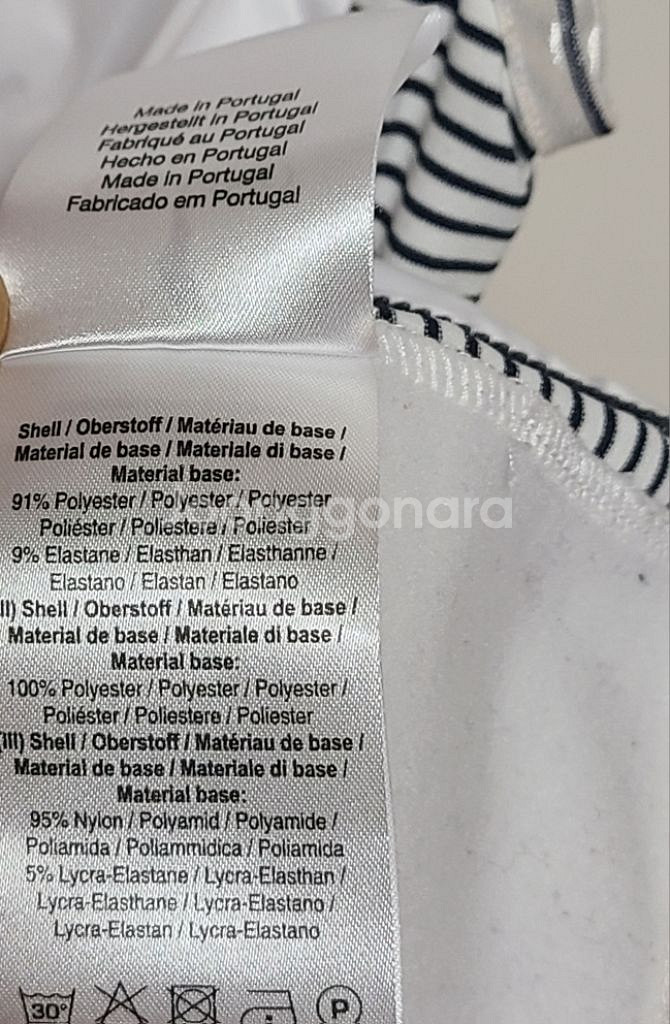 Made in Portugal
Hergestellt in Portugal
Fabriqué au Portugal
Hecho en Portugal
Made in Portugal
Fabricado em Portugal
Shell / Oberstoff / Matériau de base /
Material de base / Materiale di base /
Material base:
91% Polyester / Polyester / Polyester
Poliéster / Poliestere / Poliester
gonara
9% Elastane / Elasthan / Elasthanne /
Elastano / Elastan / Elastano
II) Shell / Oberstoff / Matériau de base /
Material de base / Materiale di base /
Material base:
100% Polyester / Polyester / Polyester /
Poliéster / Poliestere / Poliester
(III) Shell / Oberstoff / Matériau de base /
Material de base / Materiale di base /
Material base:
95% Nylon / Polyamid / Polyamide /
Poliamida / Poliammidica / Poliamida
5% Lycra-Elastane / Lycra-Elasthan /
Lycra-Elasthane / Lycra-Elastano /
Lycra-Elastan / Lycra-Elastano
30° P